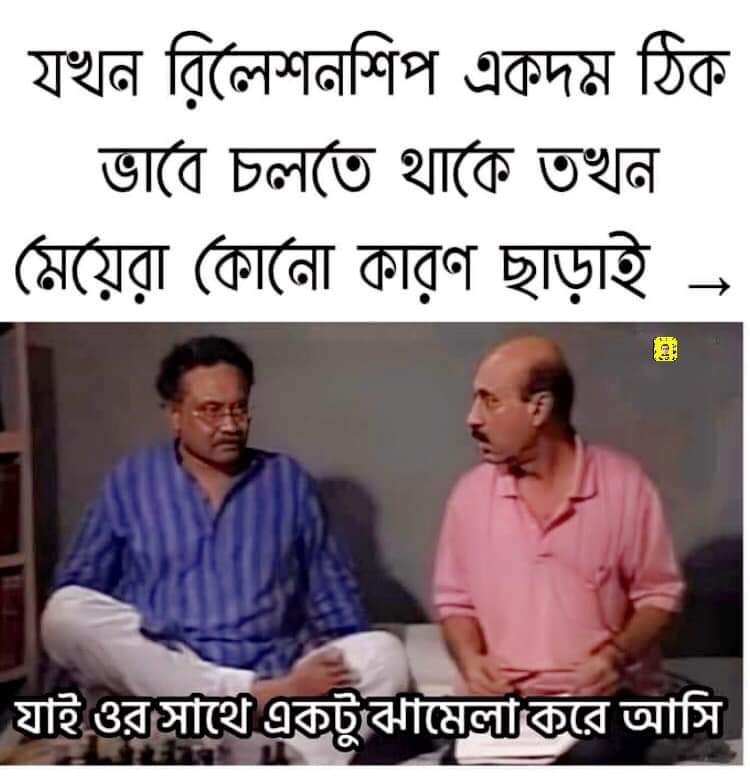 যখন রিলেশনশিপ একদম ঠিক
ভাবে চলতে থাকে তখন
মেয়েরা কোনো কারণ ছাড়াই →
যাই ওর সাথে একটু ঝামেলা করে আসি